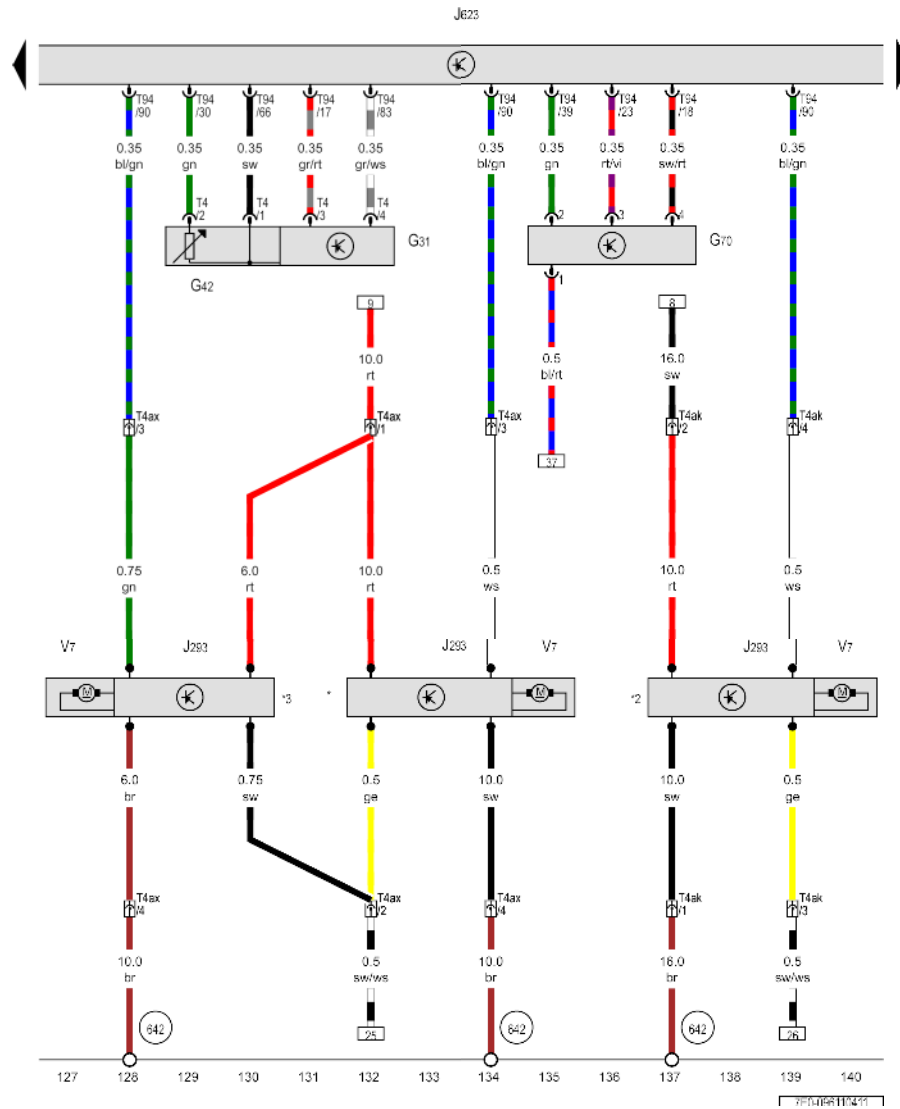 J623
T94 T94 T94 T94 T94 T94 T94 T94 T94 T94
/90 /30 /66 /17 /83 /90 /39 /23 /18 /90
0.35 0.35 0.35 0.35 0.35 0.35 0.35 0.35 0.35 0.35
bl/gn gn sw gr/rt gr/ws bl/gn gn rt/vi sw/rt bl/gn
T4 T4 T4 T4
/2 /1 /3 /4 2 3 4
G31 G70
G42 1
9 8
10.0 0.5 16.0
rt bl/rt sw
T4ax T4ax T4ax T4ak T4ak
/3 /1 /3 /2 /4
37
0.75 6.0 10.0 0.5 10.0 0.5
gn rt rt ws rt ws
V7 J293 J293 V7 J293 V7
M *3 * M *2 M
6.0 0.75 0.5 10.0 10.0 0.5
br sw ge sw sw ge
T4ax T4ax T4ax T4ak T4ak
/4 /2 /4 /1 /3
10.0 0.5 10.0 16.0 0.5
br sw/ws br br sw/ws
642 25 642 642 26
127 128 129 130 131 132 133 134 135 136 137 138 139 140
7E0-096110411